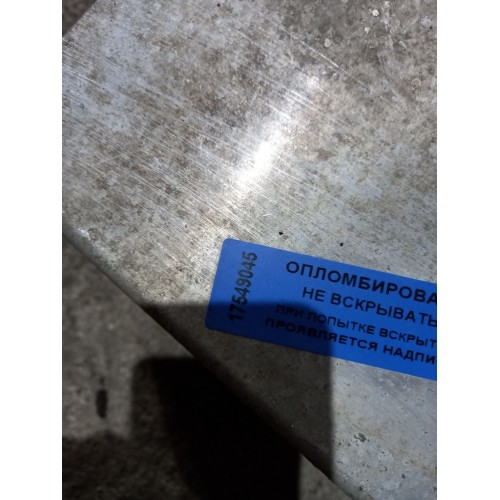 17549045
ОПЛОМБИРОВА
НЕ ВСКРЫВАТЬ
ПРИ ПОПЫТКЕ ВСКРЫТ
ПРОЯВЛЯЕТСЯ НАДПИ